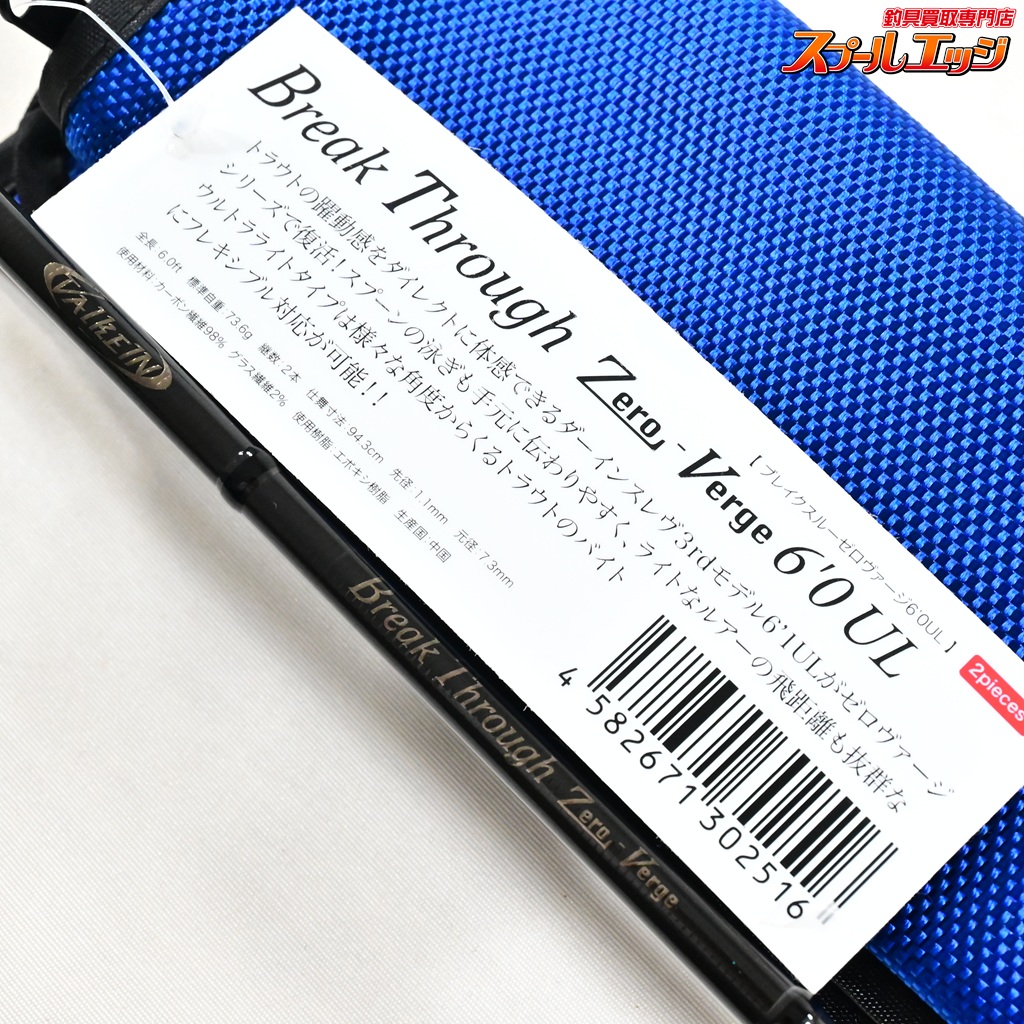 釣具買取専門店
スプールエッジ
Break Through Zero-Verge 6'0 UL
【ブレイクスルーゼロヴァージ6'0UL】
2pieces
トラウトの躍動感をダイレクトに体感できるダーインスレヴ3rdモデル6'1ULがゼロヴァージ
シリーズで復活!スプーンの泳ぎも手元に伝わりやすく、ライトなルアーの飛距離も抜群な
ウルトラライトタイプは様々な角度からくるトラウトのバイト
にフレキシブル対応が可能!!
全長 6.0ft 標準自重 73.6g 継数:2本 仕舞寸法:94.3cm 先径:1.1mm 元径:7.3mm
使用材料 カーボン繊維98% グラス繊維2% 使用樹脂 エポキシ樹脂 生産国:中国
4 582671 302516
VALKEIN
Break Through Zero-Verge